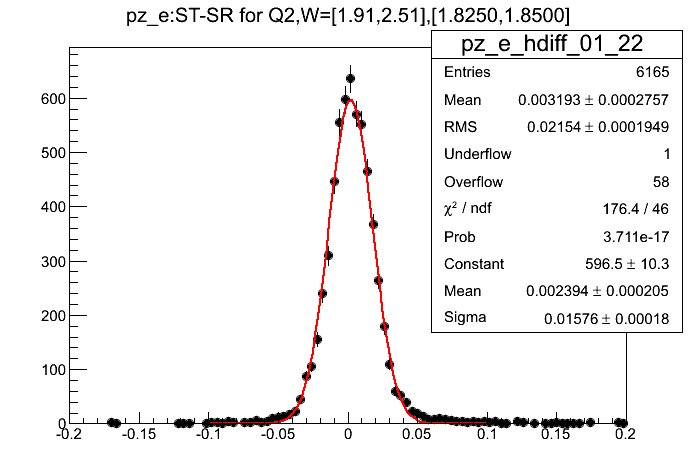 pz_e:ST-SR for Q2,W=[1.91,2.51],[1.8250,1.8500]
pz_e_hdiff_01_22
Entries 6165
Mean 0.003193 ± 0.0002757
RMS 0.02154 ± 0.0001949
Underflow 1
Overflow 58
χ² / ndf 176.4 / 46
Prob 3.711e-17
Constant 596.5 ± 10.3
Mean 0.002394 ± 0.000205
Sigma 0.01576 ± 0.00018
600
500
400
300
200
100
0
-0.2 -0.15 -0.1 -0.05 0 0.05 0.1 0.15 0.2